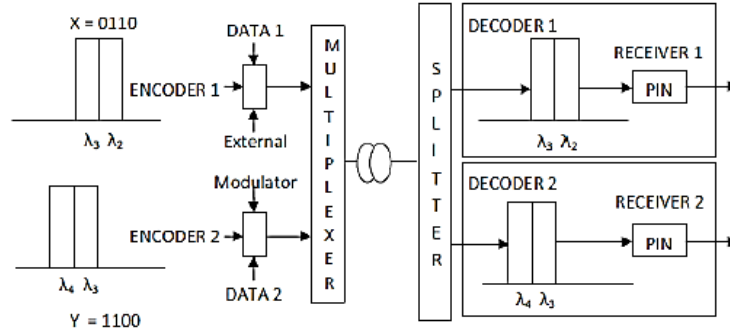 X = 0110
ENCODER 1
λ₃ λ₂
DATA 1
External
Modulator
ENCODER 2
λ₄ λ₃
DATA 2
Y = 1100
MULTIPLEXER
SPLITTER
DECODER 1
RECEIVER 1
PIN
λ₃ λ₂
DECODER 2
RECEIVER 2
PIN
λ₄ λ₃